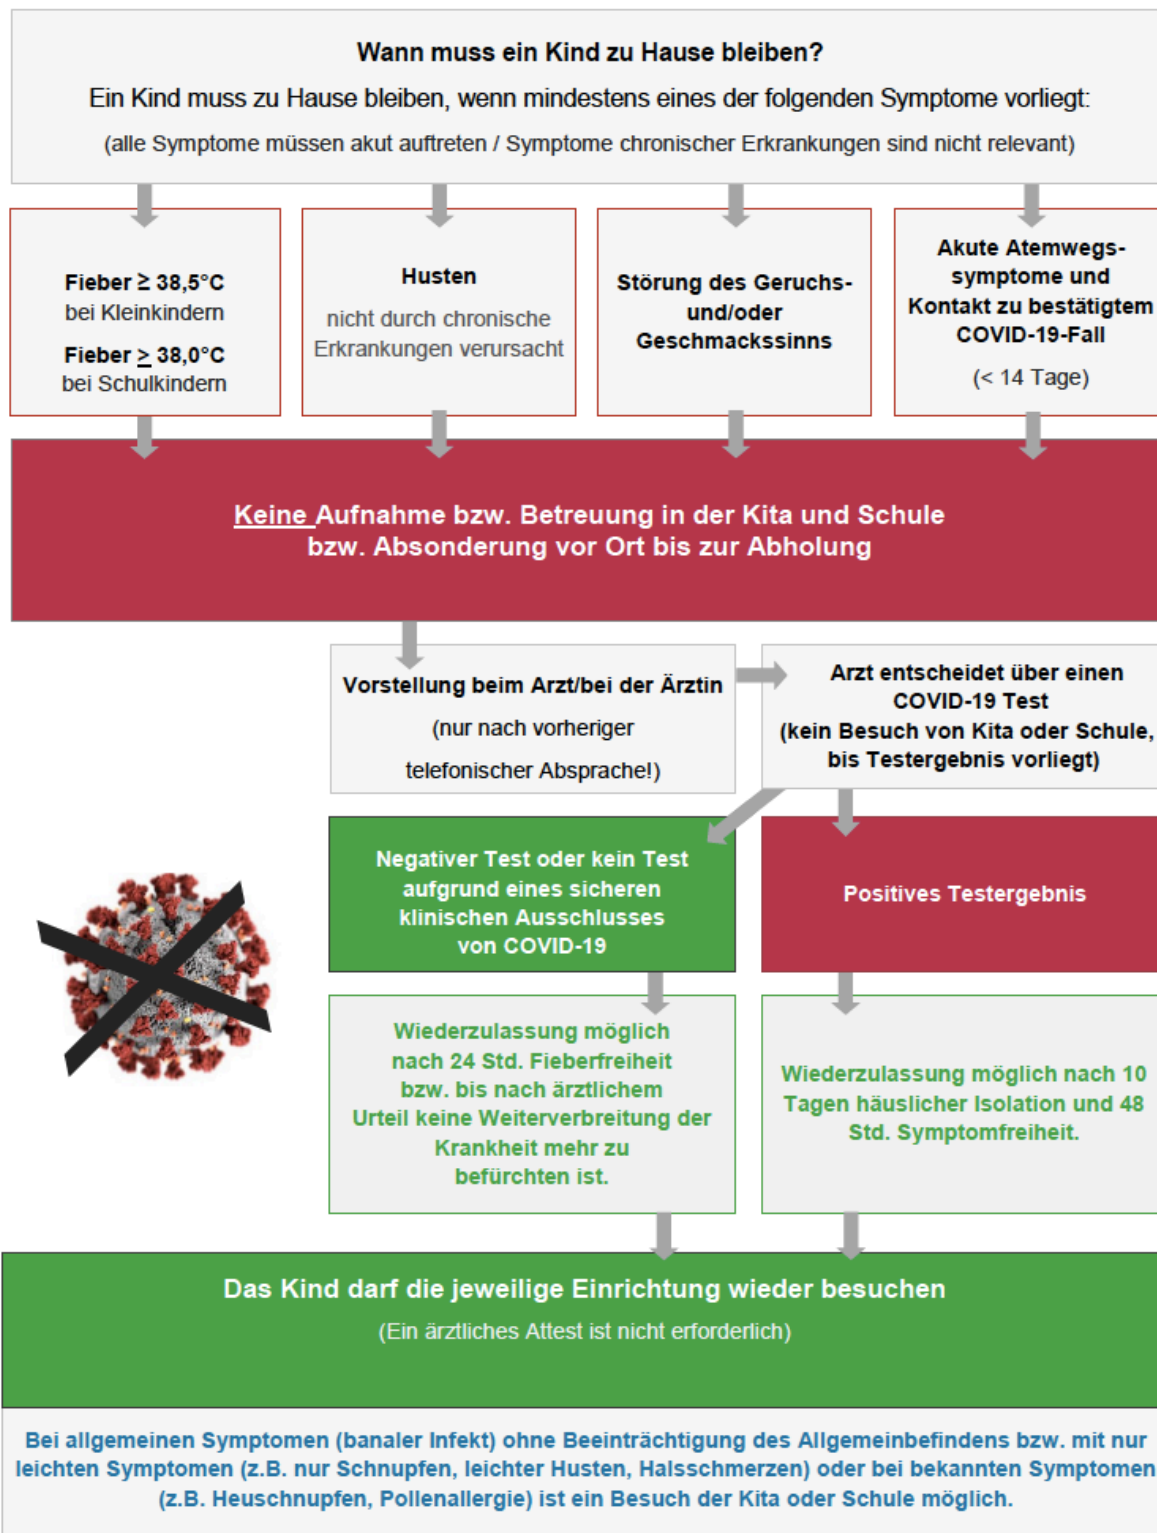 Wann muss ein Kind zu Hause bleiben?
Ein Kind muss zu Hause bleiben, wenn mindestens eines der folgenden Symptome vorliegt:
(alle Symptome müssen akut auftreten / Symptome chronischer Erkrankungen sind nicht relevant)
Fieber ≥ 38,5°C
bei Kleinkindern
Fieber ≥ 38,0°C
bei Schulkindern
Husten
nicht durch chronische
Erkrankungen verursacht
Störung des Geruchs-
und/oder
Geschmackssinns
Akute Atemwegs-
symptome und
Kontakt zu bestätigtem
COVID-19-Fall
(< 14 Tage)
Keine Aufnahme bzw. Betreuung in der Kita und Schule
bzw. Absonderung vor Ort bis zur Abholung
Vorstellung beim Arzt/bei der Ärztin
(nur nach vorheriger
telefonischer Absprache!)
Arzt entscheidet über einen
COVID-19 Test
(kein Besuch von Kita oder Schule,
bis Testergebnis vorliegt)
Negativer Test oder kein Test
aufgrund eines sicheren
klinischen Ausschlusses
von COVID-19
Positives Testergebnis
Wiederzulassung möglich
nach 24 Std. Fieberfreiheit
bzw. bis nach ärztlichem
Urteil keine Weiterverbreitung der
Krankheit mehr zu
befürchten ist.
Wiederzulassung möglich nach 10
Tagen häuslicher Isolation und 48
Std. Symptomfreiheit.
Das Kind darf die jeweilige Einrichtung wieder besuchen
(Ein ärztliches Attest ist nicht erforderlich)
Bei allgemeinen Symptomen (banaler Infekt) ohne Beeinträchtigung des Allgemeinbefindens bzw. mit nur
leichten Symptomen (z.B. nur Schnupfen, leichter Husten, Halsschmerzen) oder bei bekannten Symptomen
(z.B. Heuschnupfen, Pollenallergie) ist ein Besuch der Kita oder Schule möglich.